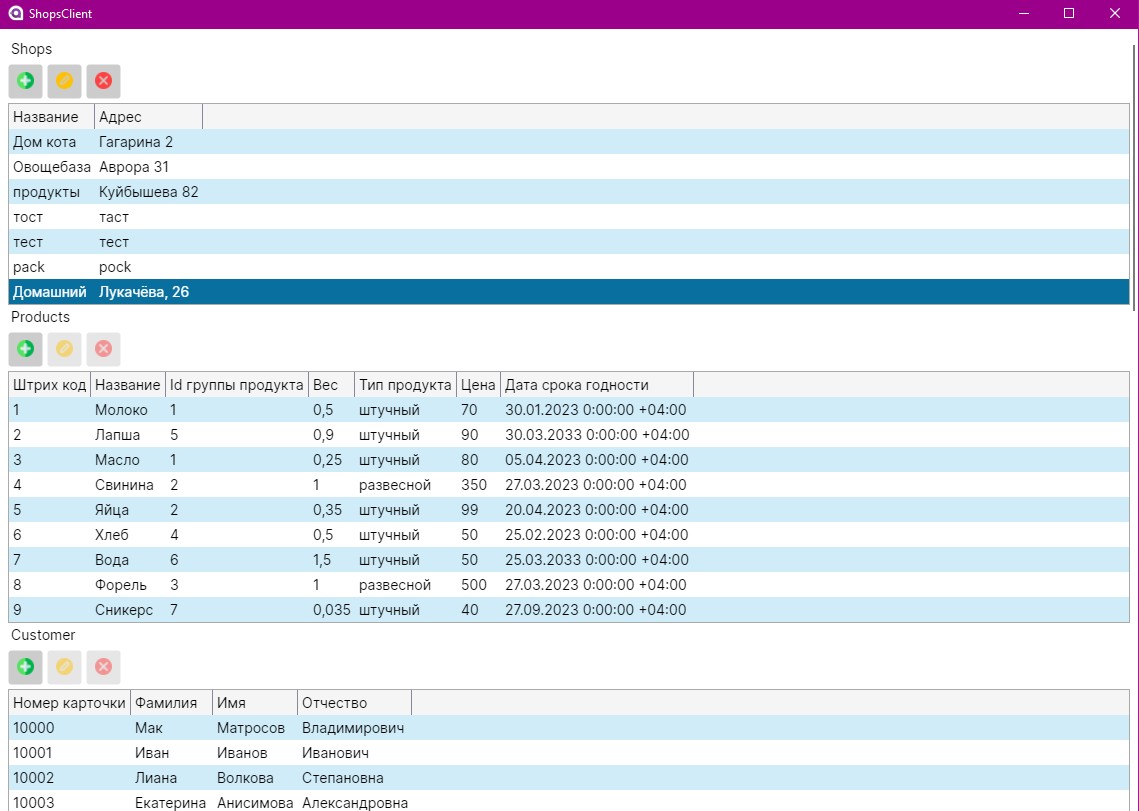 ShopsClient
Shops
Название Адрес
Дом кота Гагарина 2
Овощебаза Аврора 31
продукты Куйбышева 82
тост таст
тест тест
pack pock
Домашний Лукачёва, 26
Products
Штрих код Название Id группы продукта Вес Тип продукта Цена Дата срока годности
1 Молоко 1 0,5 штучный 70 30.01.2023 0:00:00 +04:00
2 Лапша 5 0,9 штучный 90 30.03.2033 0:00:00 +04:00
3 Масло 1 0,25 штучный 80 05.04.2023 0:00:00 +04:00
4 Свинина 2 1 развесной 350 27.03.2023 0:00:00 +04:00
5 Яйца 2 0,35 штучный 99 20.04.2023 0:00:00 +04:00
6 Хлеб 4 0,5 штучный 50 25.02.2023 0:00:00 +04:00
7 Вода 6 1,5 штучный 50 25.03.2033 0:00:00 +04:00
8 Форель 3 1 развесной 500 27.03.2023 0:00:00 +04:00
9 Сникерс 7 0,035 штучный 40 27.09.2023 0:00:00 +04:00
Customer
Номер карточки Фамилия Имя Отчество
10000 Мак Матросов Владимирович
10001 Иван Иванов Иванович
10002 Лиана Волкова Степановна
10003 Екатерина Анисимова Александровна